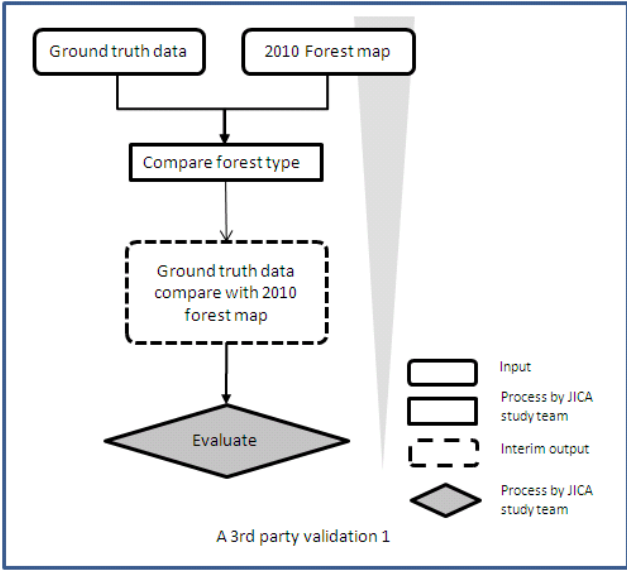 Ground truth data
2010 Forest map
Compare forest type
Ground truth data
compare with 2010
forest map
Evaluate
Input
Process by JICA
study team
Interim output
Process by JICA
study team
A 3rd party validation 1